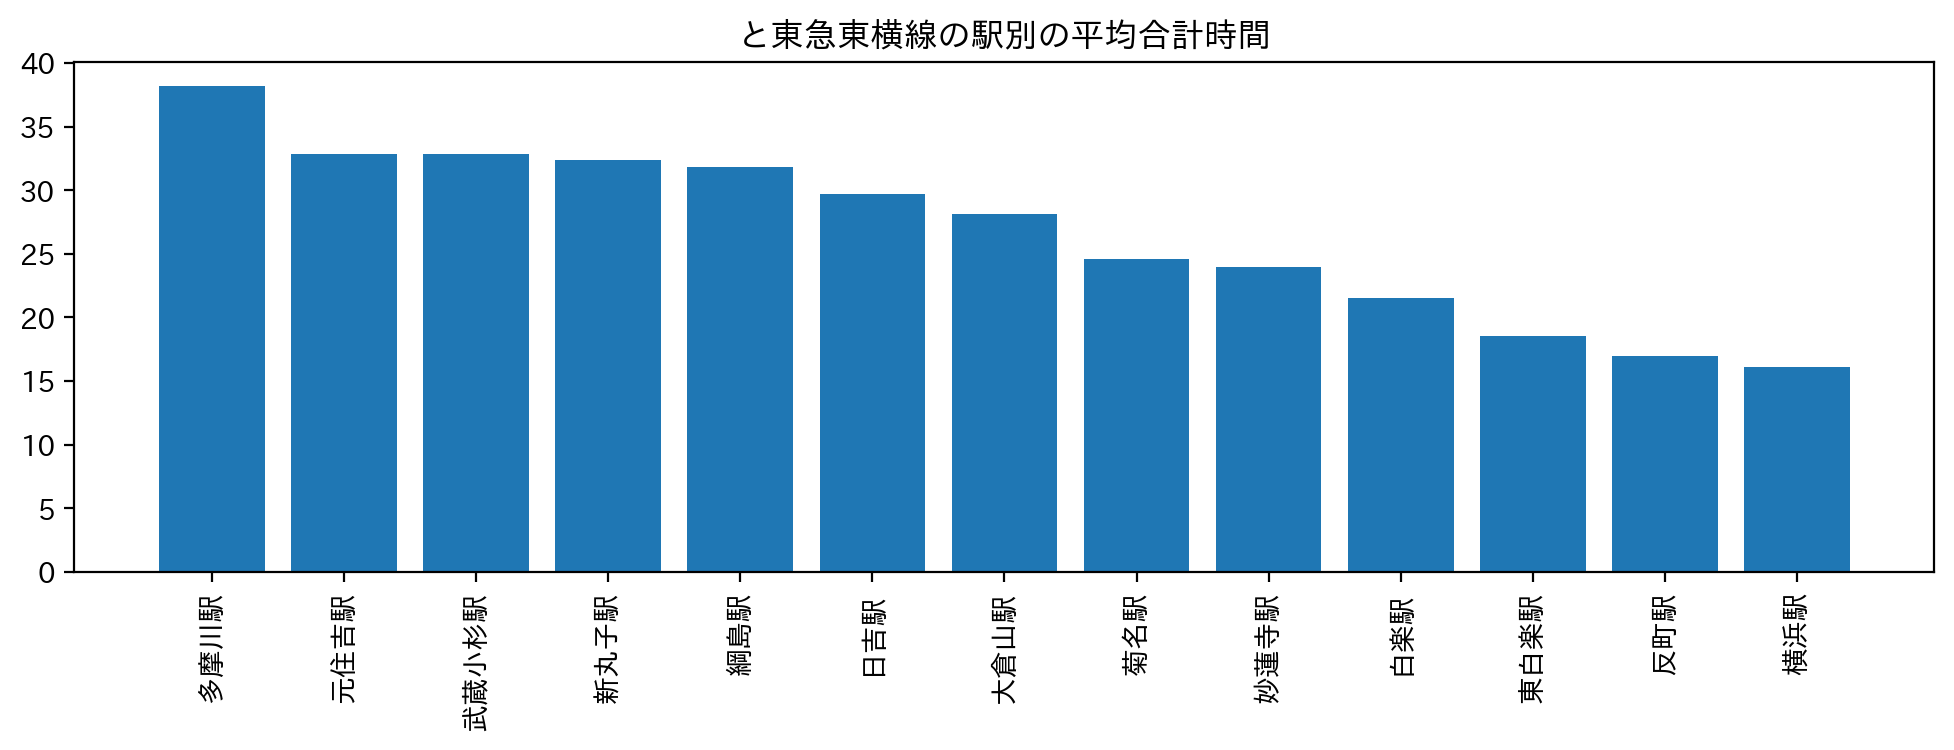 と東急東横線の駅別の平均合計時間
40
35
30
25
20
15
10
5
0
多摩川駅
元住吉駅
武蔵小杉駅
新丸子駅
綱島駅
日吉駅
大倉山駅
菊名駅
妙蓮寺駅
白楽駅
東白楽駅
反町駅
横浜駅